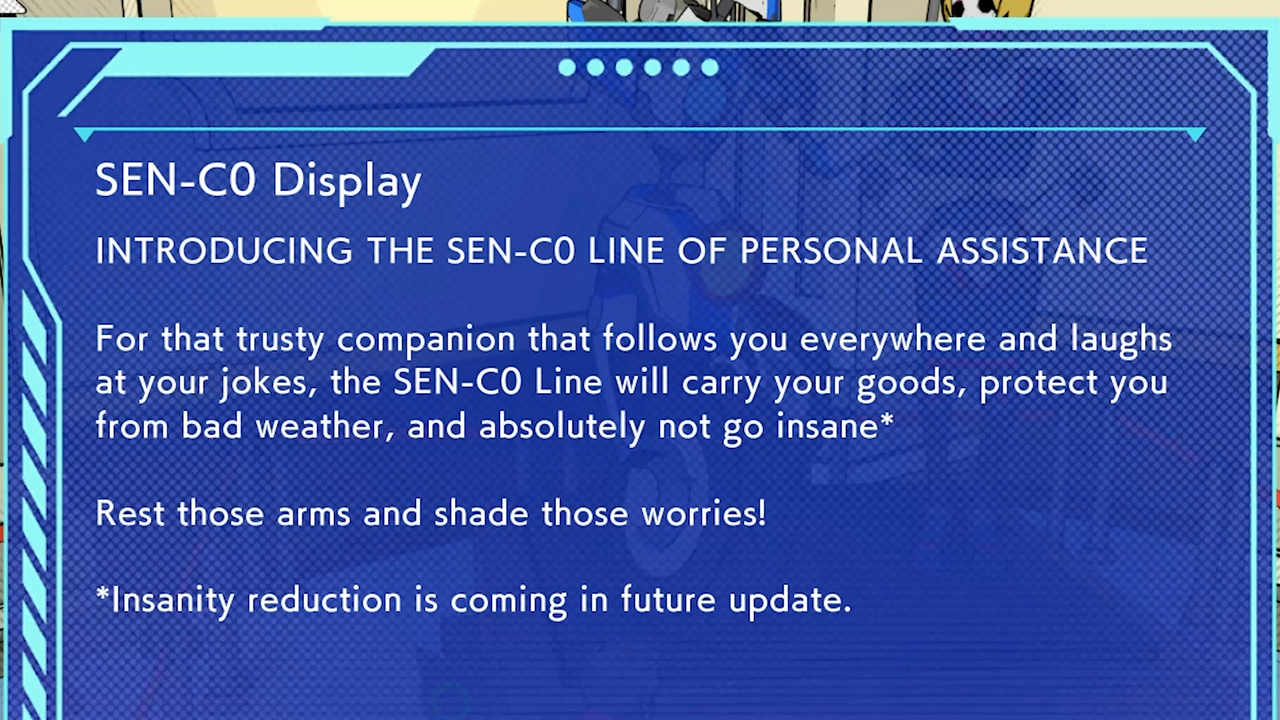 SEN-C0 Display
INTRODUCING THE SEN-C0 LINE OF PERSONAL ASSISTANCE
For that trusty companion that follows you everywhere and laughs
at your jokes, the SEN-C0 Line will carry your goods, protect you
from bad weather, and absolutely not go insane*
Rest those arms and shade those worries!
*Insanity reduction is coming in future update.